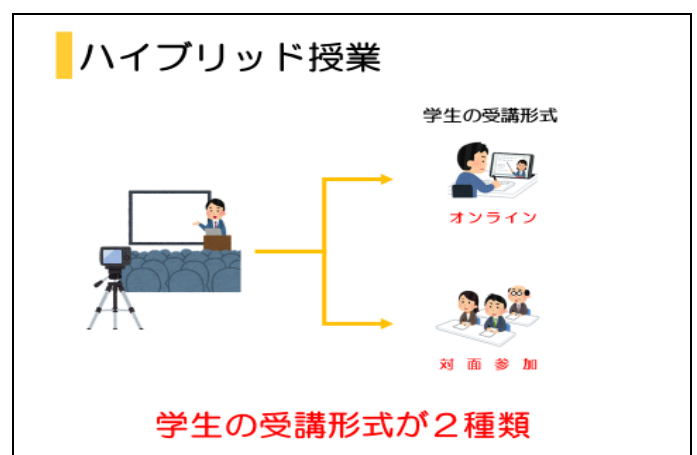 ハイブリッド授業
学生の受講形式
オンライン
対 面 参 加
学生の受講形式が２種類